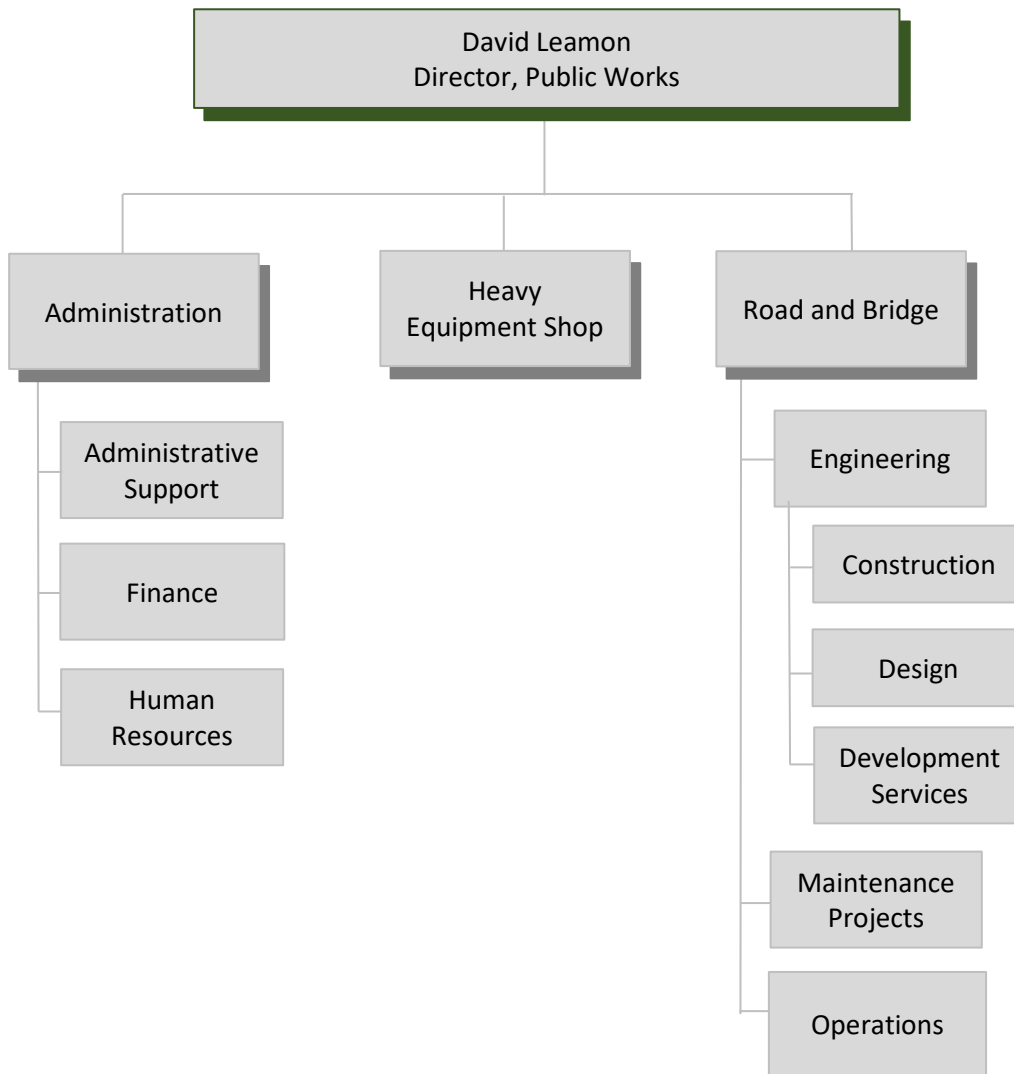 David Leamon
Director, Public Works
Administration
Heavy
Equipment Shop
Road and Bridge
Administrative
Support
Finance
Human
Resources
Engineering
Construction
Design
Development
Services
Maintenance
Projects
Operations